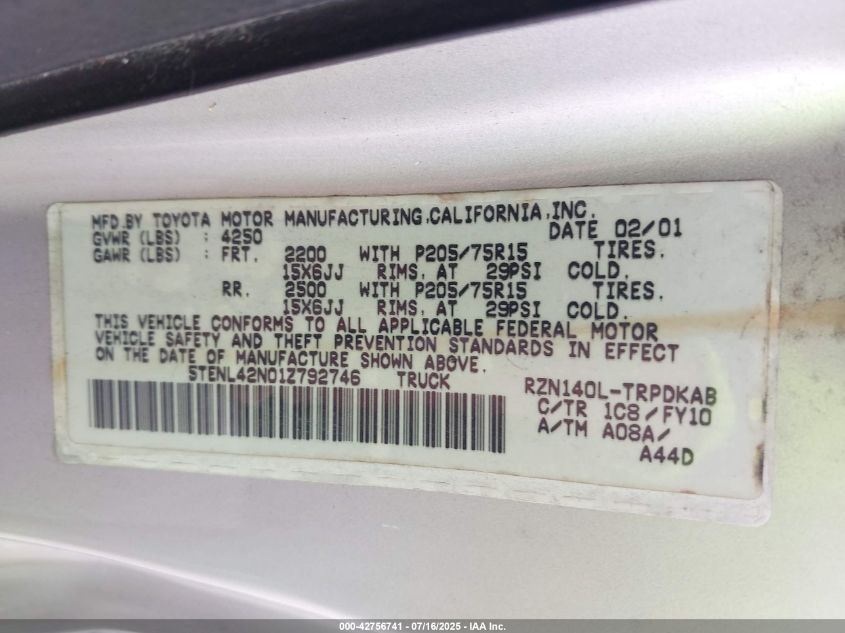 MFD.BY TOYOTA MOTOR MANUFACTURING,CALIFORNIA,INC.
GVWR (LBS) : 4250 DATE 02/01
GAWR (LBS) : FRT. 2200 WITH P205/75R15 TIRES.
15X6JJ RIMS, AT 29PSI COLD.
RR. 2500 WITH P205/75R15 TIRES.
15X6JJ RIMS, AT 29PSI COLD.
THIS VEHICLE CONFORMS TO ALL APPLICABLE FEDERAL MOTOR
VEHICLE SAFETY AND THEFT PREVENTION STANDARDS IN EFFECT
ON THE DATE OF MANUFACTURE SHOWN ABOVE.
5TENL42N01Z792746 TRUCK
RZN140L-TRPDKAB
C/TR 1C8/FY10
A/TM A08A/
A44D
000-42756741 - 07/16/2025 - IAA Inc.